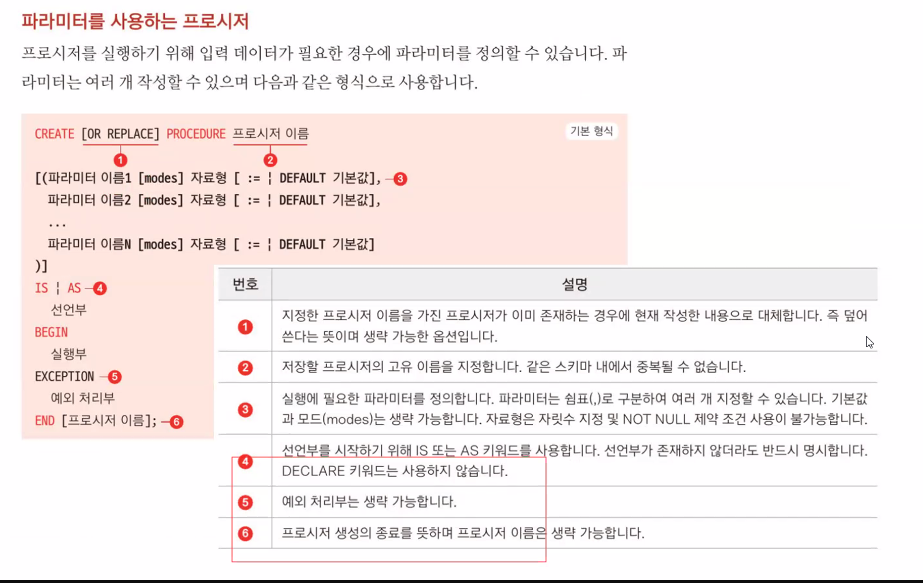 파라미터를 사용하는 프로시저
프로시저를 실행하기 위해 입력 데이터가 필요한 경우에 파라미터를 정의할 수 있습니다. 파
라미터는 여러 개 작성할 수 있으며 다음과 같은 형식으로 사용합니다.
CREATE [OR REPLACE] PROCEDURE 프로시저 이름
기본 형식
1 2
[(파라미터 이름1 [modes] 자료형 [ := ¦ DEFAULT 기본값], 3
파라미터 이름2 [modes] 자료형 [ := ¦ DEFAULT 기본값],
...
파라미터 이름N [modes] 자료형 [ := ¦ DEFAULT 기본값]
)]
IS ¦ AS 4
선언부
BEGIN
실행부
EXCEPTION 5
예외 처리부
END [프로시저 이름]; 6
번호 설명
1 지정한 프로시저 이름을 가진 프로시저가 이미 존재하는 경우에 현재 작성한 내용으로 대체합니다. 즉 덮어
쓴다는 뜻이며 생략 가능한 옵션입니다.
2 저장할 프로시저의 고유 이름을 지정합니다. 같은 스키마 내에서 중복될 수 없습니다.
3 실행에 필요한 파라미터를 정의합니다. 파라미터는 쉼표(,)로 구분하여 여러 개 지정할 수 있습니다. 기본값
과 모드(modes)는 생략 가능합니다. 자료형은 자릿수 지정 및 NOT NULL 제약 조건 사용이 불가능합니다.
4 선언부를 시작하기 위해 IS 또는 AS 키워드를 사용합니다. 선언부가 존재하지 않더라도 반드시 명시합니다.
DECLARE 키워드는 사용하지 않습니다.
5 예외 처리부는 생략 가능합니다.
6 프로시저 생성의 종료를 뜻하며 프로시저 이름은 생략 가능합니다.